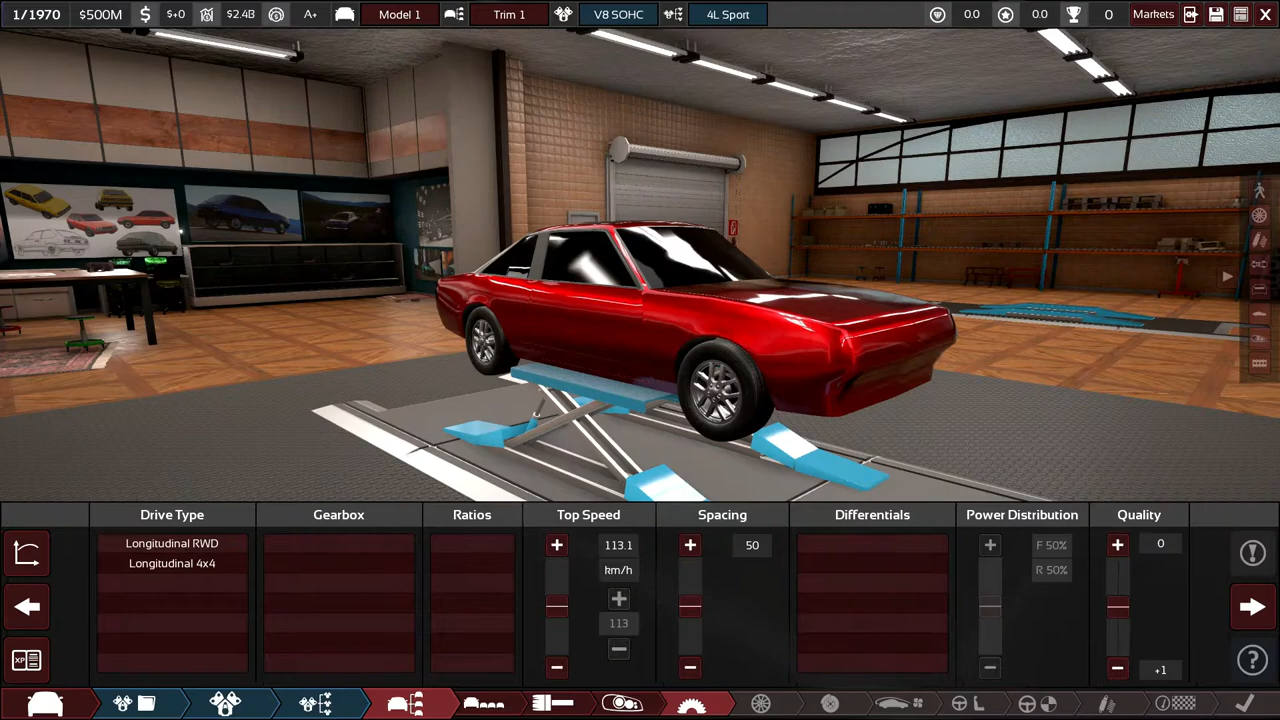 1/1970 $500M $+0 $2.4B A+ Model 1 Trim 1 V8 SOHC 4L Sport 0.0 0.0 0 Markets
Drive Type Gearbox Ratios Top Speed Spacing Differentials Power Distribution Quality
Longitudinal RWD 113.1 50 F 50% 0
Longitudinal 4x4 km/h R 50%
113
XP +1